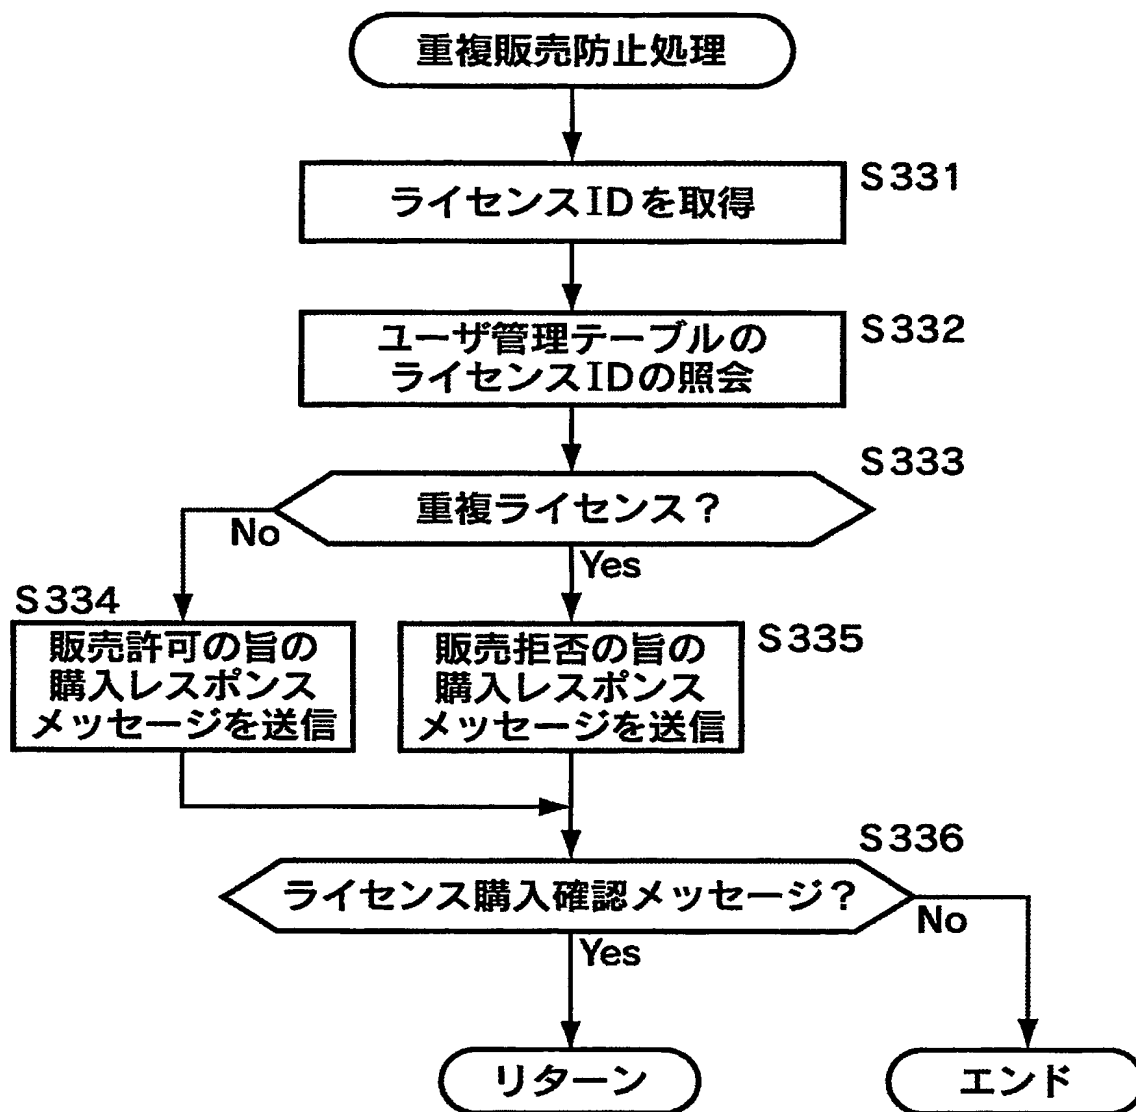 重複販売防止処理
S331
ライセンスIDを取得
S332
ユーザ管理テーブルの
ライセンスIDの照会
S333
重複ライセンス?
No
Yes
S334
販売許可の旨の
購入レスポンス
メッセージを送信
S335
販売拒否の旨の
購入レスポンス
メッセージを送信
S336
ライセンス購入確認メッセージ?
No
Yes
リターン
エンド